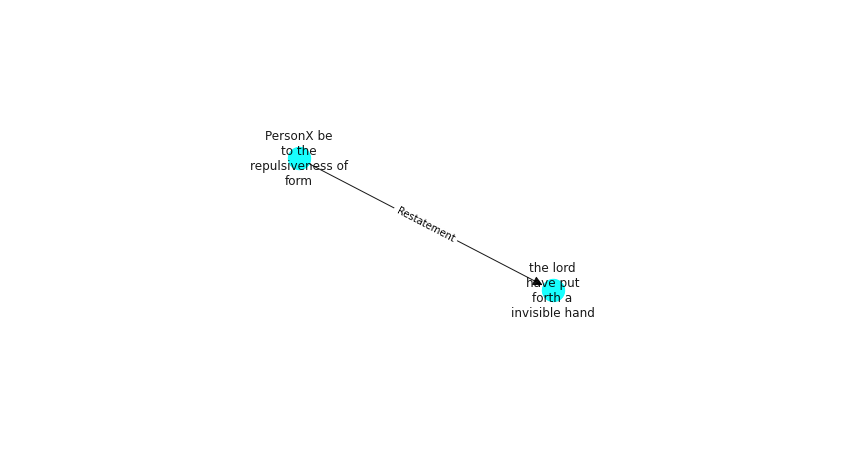 PersonX be
to the
repulsiveness of
form
Restatement
the lord
have put
forth a
invisible hand